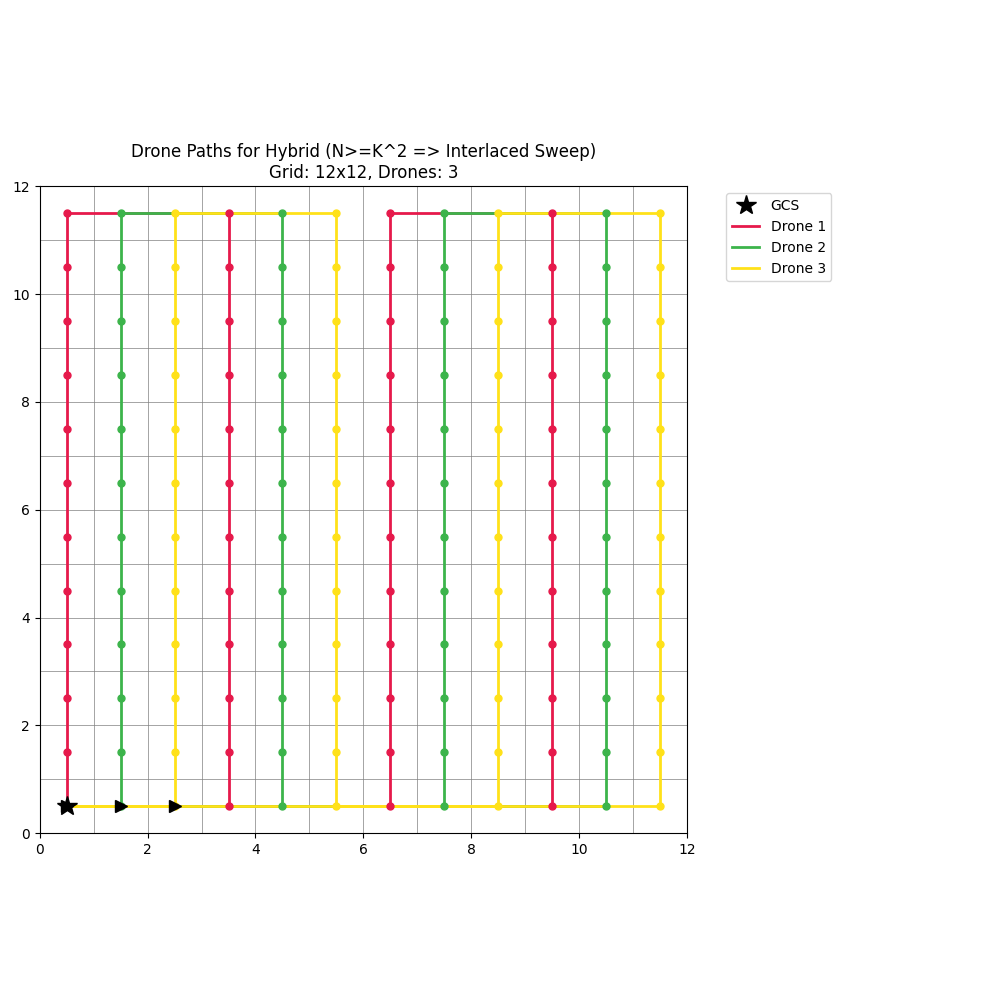 Drone Paths for Hybrid (N>=K^2 => Interlaced Sweep)
Grid: 12x12, Drones: 3
GCS
Drone 1
Drone 2
Drone 3
12
10
8
6
4
2
0
0 2 4 6 8 10 12